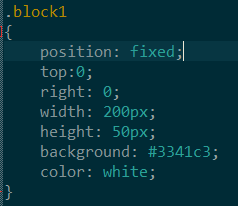 .block1
{
position: fixed;
top:0;
right: 0;
width: 200px;
height: 50px;
background: #3341c3;
color: white;
}